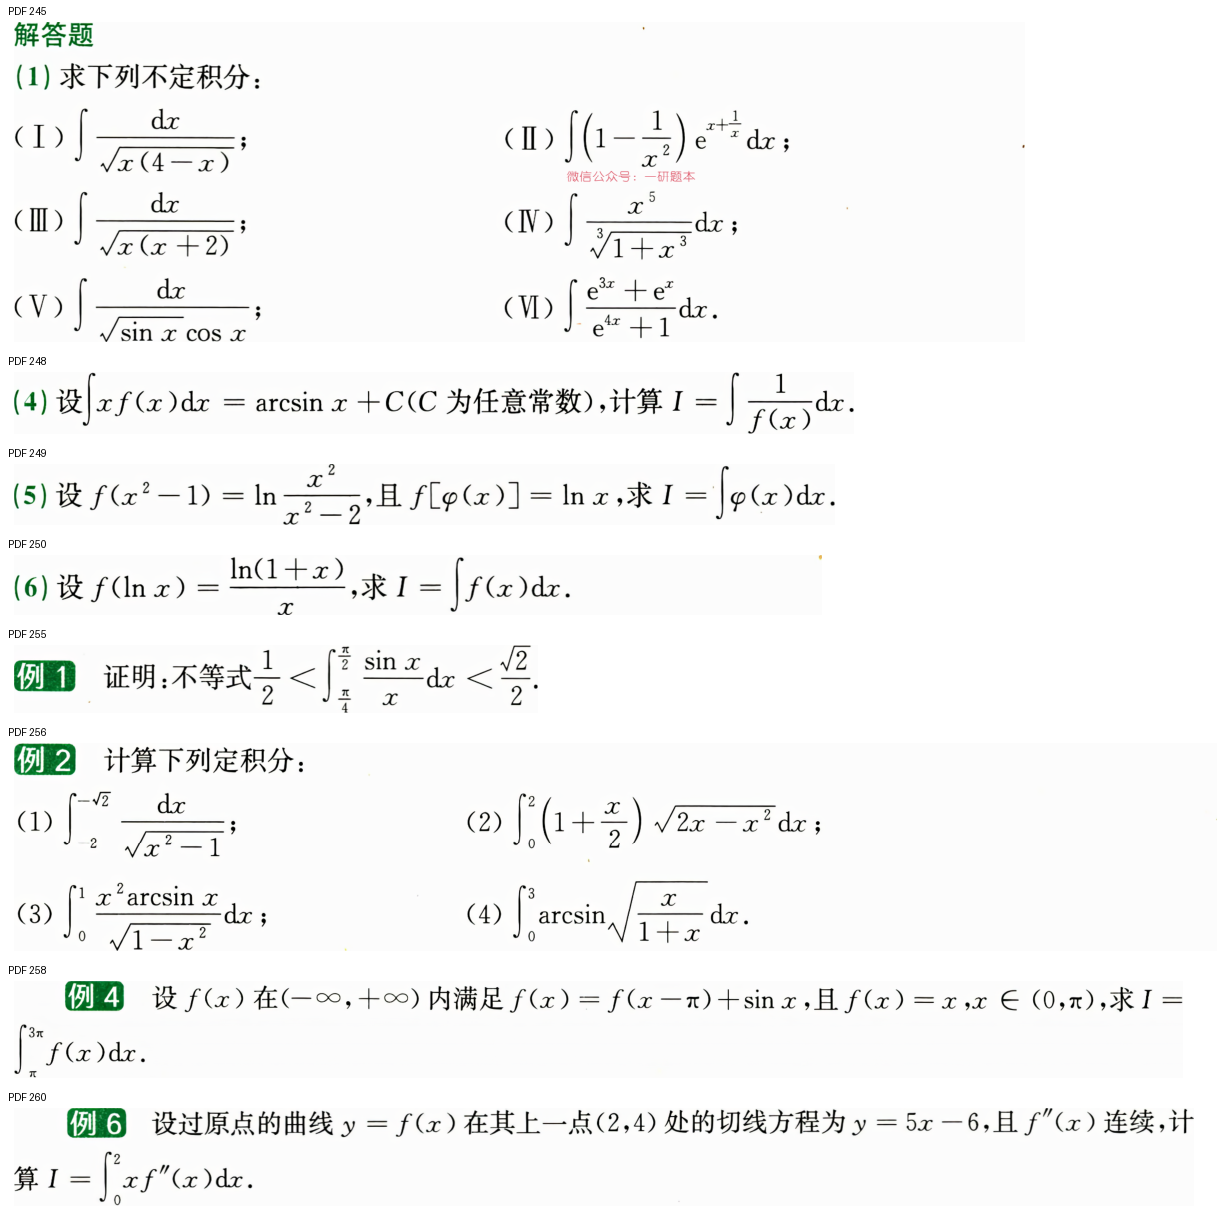 PDF 245
解答题
(1) 求下列不定积分:
(Ⅰ) ∫ dx/√(x(4−x)); (Ⅱ) ∫(1−1/x²)e^(x+1/x) dx;
微信公众号：一研题本
(Ⅲ) ∫ dx/√(x(x+2)); (Ⅳ) ∫ x⁵/∛(1+x³) dx;
(Ⅴ) ∫ dx/(√(sin x) cos x); (Ⅵ) ∫ (e^(3x)+e^x)/(e^(4x)+1) dx.
PDF 248
(4) 设∫xf(x)dx = arcsin x + C(C 为任意常数),计算 I = ∫ 1/f(x) dx.
PDF 249
(5) 设 f(x²−1) = ln x²/(x²−2),且 f[φ(x)] = ln x,求 I = ∫φ(x)dx.
PDF 250
(6) 设 f(ln x) = ln(1+x)/x,求 I = ∫f(x)dx.
PDF 255
例 1 证明:不等式 1/2 < ∫_{π/4}^{π/2} sin x/x dx < √2/2.
PDF 256
例 2 计算下列定积分:
(1) ∫_{−2}^{−√2} dx/√(x²−1); (2) ∫_0^2 (1+x/2)√(2x−x²) dx;
(3) ∫_0^1 x² arcsin x/√(1−x²) dx; (4) ∫_0^3 arcsin√(x/(1+x)) dx.
PDF 258
例 4 设 f(x) 在(−∞,+∞) 内满足 f(x) = f(x−π)+sin x,且 f(x) = x,x ∈ (0,π),求 I =
∫_π^{3π} f(x)dx.
PDF 260
例 6 设过原点的曲线 y = f(x) 在其上一点(2,4) 处的切线方程为 y = 5x−6,且 f″(x) 连续,计
算 I = ∫_0^2 xf″(x)dx.